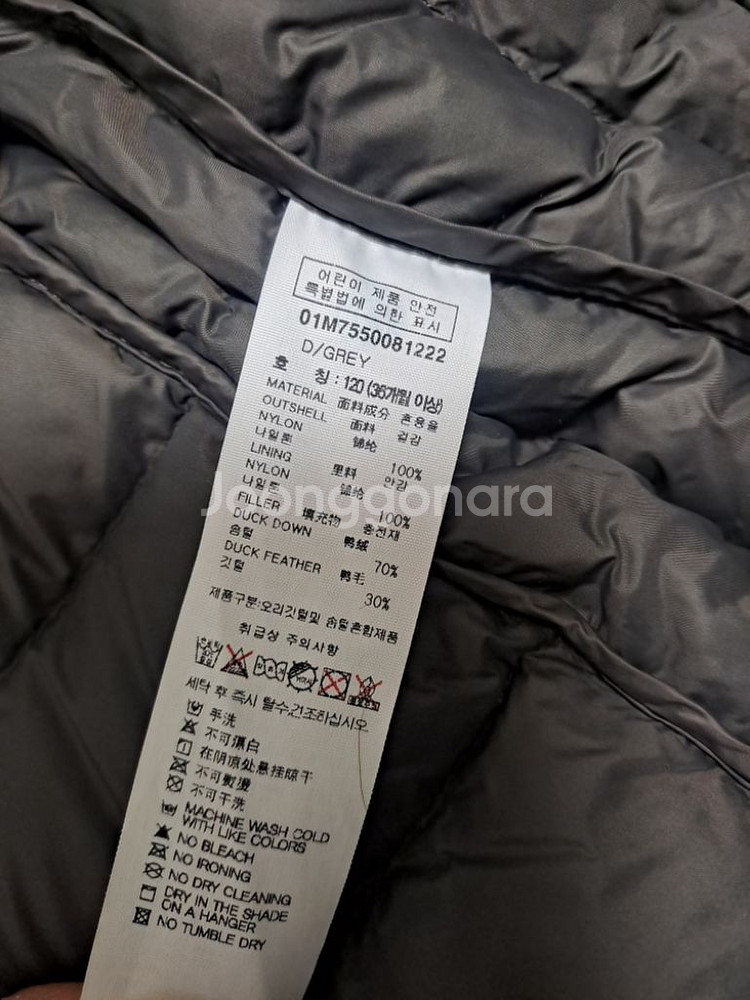 어린이 제품 안전
특별법에 의한 표시
01M7550081222
D/GREY
호 칭 : 120 (36개월 이상)
MATERIAL 面料成分 혼용율
OUTSHELL 面料 겉감
NYLON 锦纶
나일론 100%
LINING 里料 안감
NYLON 锦纶
나일론 100%
FILLER 填充物 충전재
DUCK DOWN 鸭绒
솜털 70%
DUCK FEATHER 鸭毛
깃털 30%
제품구분:오리깃털및 솜털혼합제품
취급상 주의사항
세탁 후 즉시 탈수,건조하십시오
手洗
不可漂白
在阴凉处悬挂晾干
不可熨烫
不可干洗
MACHINE WASH COLD
WITH LIKE COLORS
NO BLEACH
NO IRONING
NO DRY CLEANING
DRY IN THE SHADE
ON A HANGER
NO TUMBLE DRY
Joongaonara